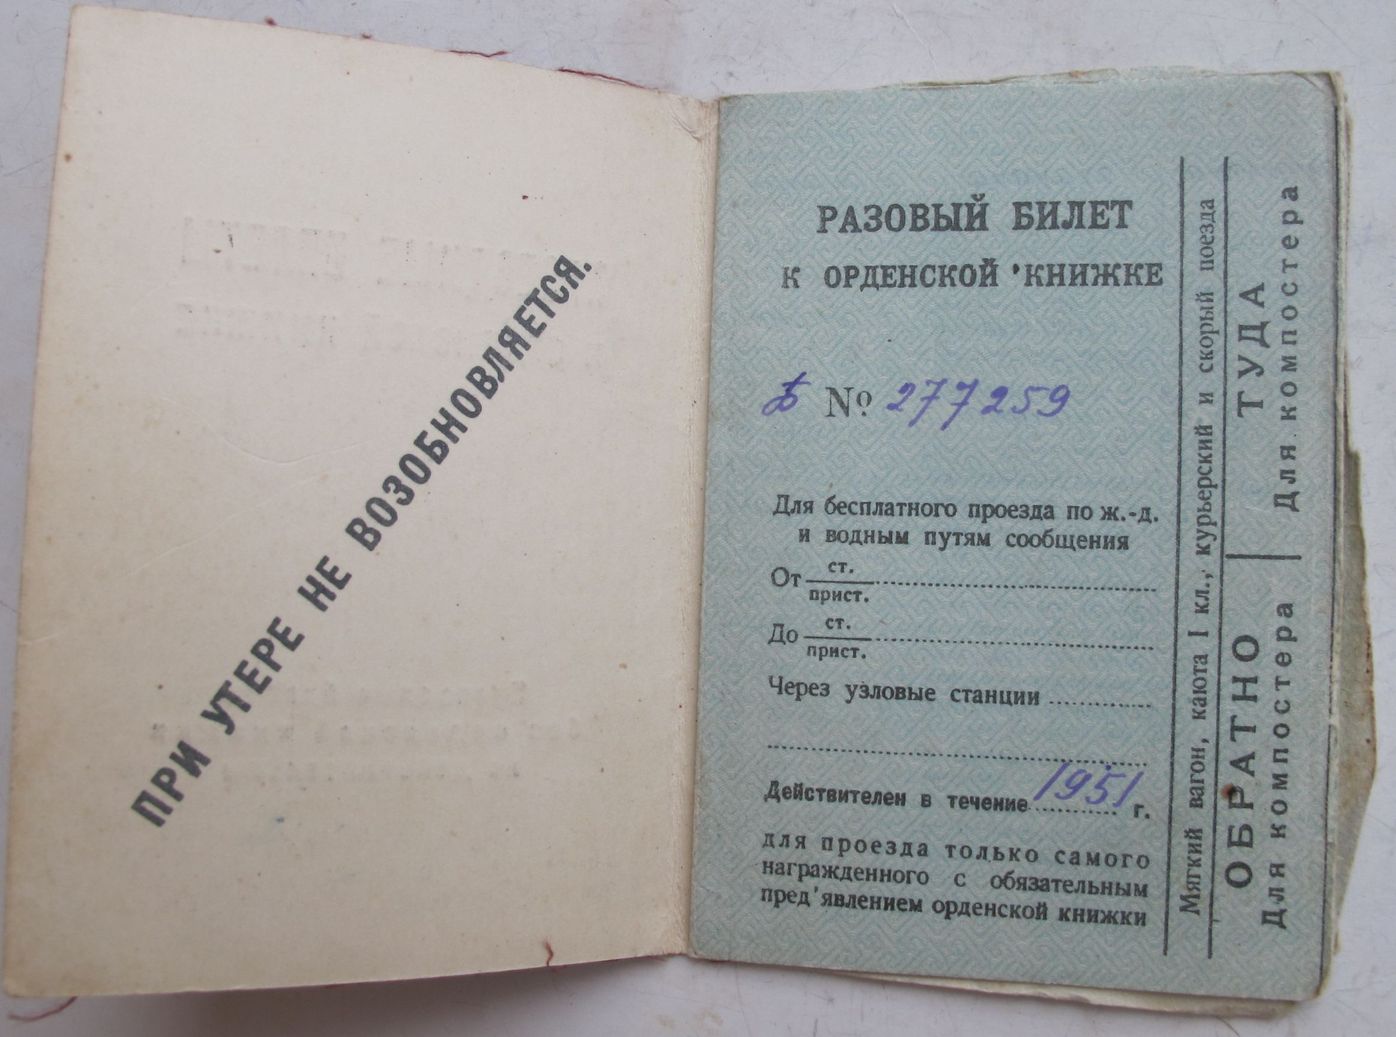 ПРИ УТЕРЕ НЕ ВОЗОБНОВЛЯЕТСЯ.
РАЗОВЫЙ БИЛЕТ
К ОРДЕНСКОЙ КНИЖКЕ
Б № 277259
Для бесплатного проезда по ж.-д.
и водным путям сообщения
От ст.
прист.
До ст.
прист.
Через узловые станции
Действителен в течение 1951 г.
для проезда только самого
награжденного с обязательным
пред'явлением орденской книжки
Мягкий вагон, каюта I кл., курьерский и скорый поезда
ОБРАТНО
Для компостера
ТУДА
Для компостера